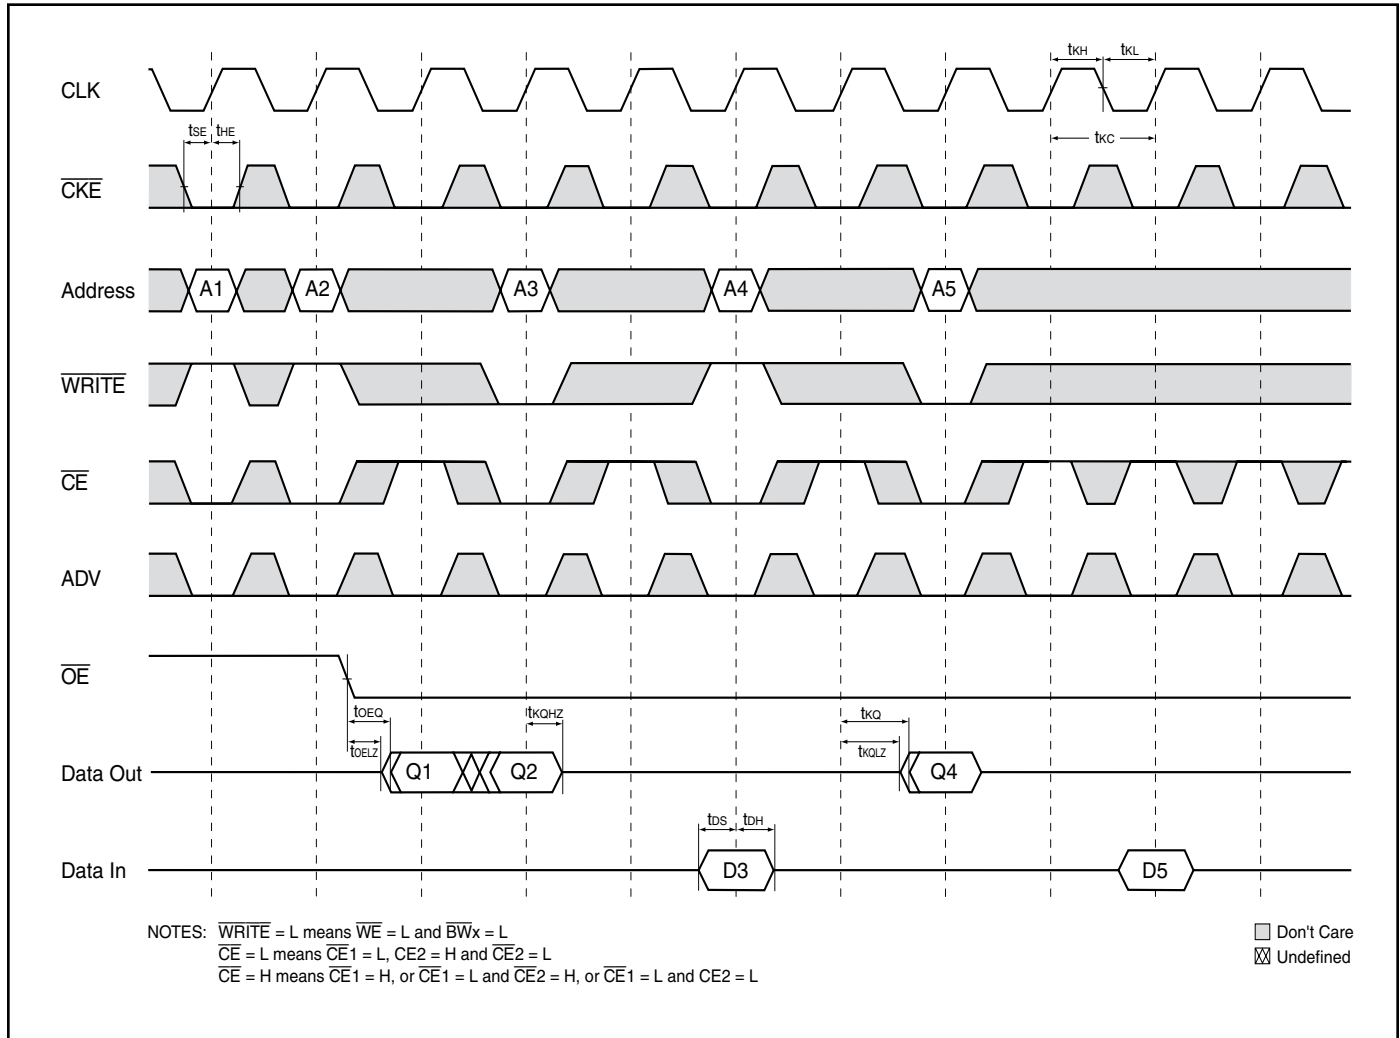 tKH tKL
CLK
tSE tHE
tKC
CKE
Address A1 A2 A3 A4 A5
WRITE
CE
ADV
OE
tOEQ tKQHZ tKQ
tOELZ tKQLZ
Data Out Q1 Q2 Q4
tDS tDH
Data In D3 D5
NOTES: WRITE = L means WE = L and BWx = L
CE = L means CE1 = L, CE2 = H and CE2 = L
CE = H means CE1 = H, or CE1 = L and CE2 = H, or CE1 = L and CE2 = L
Don't Care
Undefined